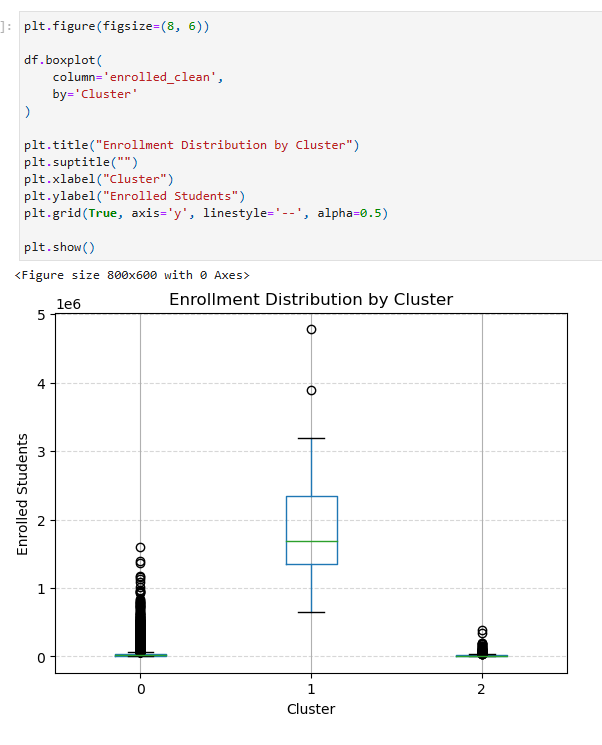 ]:
plt.figure(figsize=(8, 6))
df.boxplot(
column='enrolled_clean',
by='Cluster'
)
plt.title("Enrollment Distribution by Cluster")
plt.suptitle("")
plt.xlabel("Cluster")
plt.ylabel("Enrolled Students")
plt.grid(True, axis='y', linestyle='--', alpha=0.5)
plt.show()
<Figure size 800x600 with 0 Axes>
Enrollment Distribution by Cluster
1e6
5
4
3
2
1
0
Enrolled Students
0 1 2
Cluster